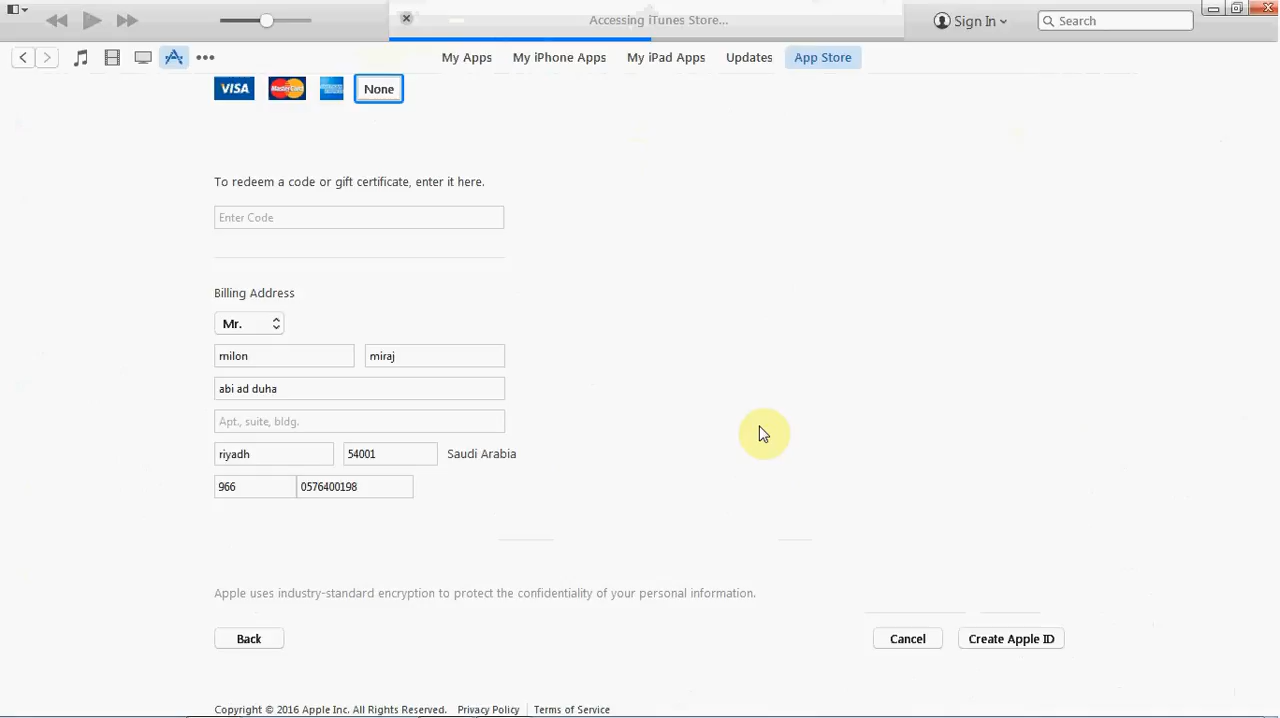 Accessing iTunes Store...
Sign In
Search
My Apps
My iPhone Apps
My iPad Apps
Updates
App Store
VISA
MasterCard
None
To redeem a code or gift certificate, enter it here.
Enter Code
Billing Address
Mr.
milon
miraj
abi ad duha
Apt., suite, bldg.
riyadh
54001
Saudi Arabia
966
0576400198
Apple uses industry-standard encryption to protect the confidentiality of your personal information.
Back
Cancel
Create Apple ID
Copyright © 2016 Apple Inc. All Rights Reserved.
Privacy Policy
Terms of Service